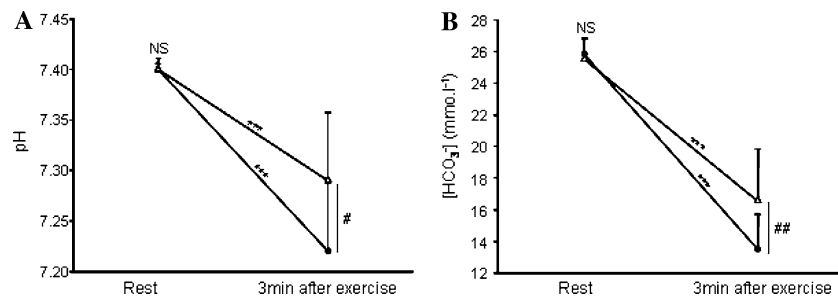 A
7.45
7.40
7.35
7.30
7.25
7.20
pH
NS
***
***
#
Rest
3min after exercise
B
28
26
24
22
20
18
16
14
12
[HCO₃⁻] (mmo.l⁻¹)
NS
***
***
##
Rest
3min after exercise